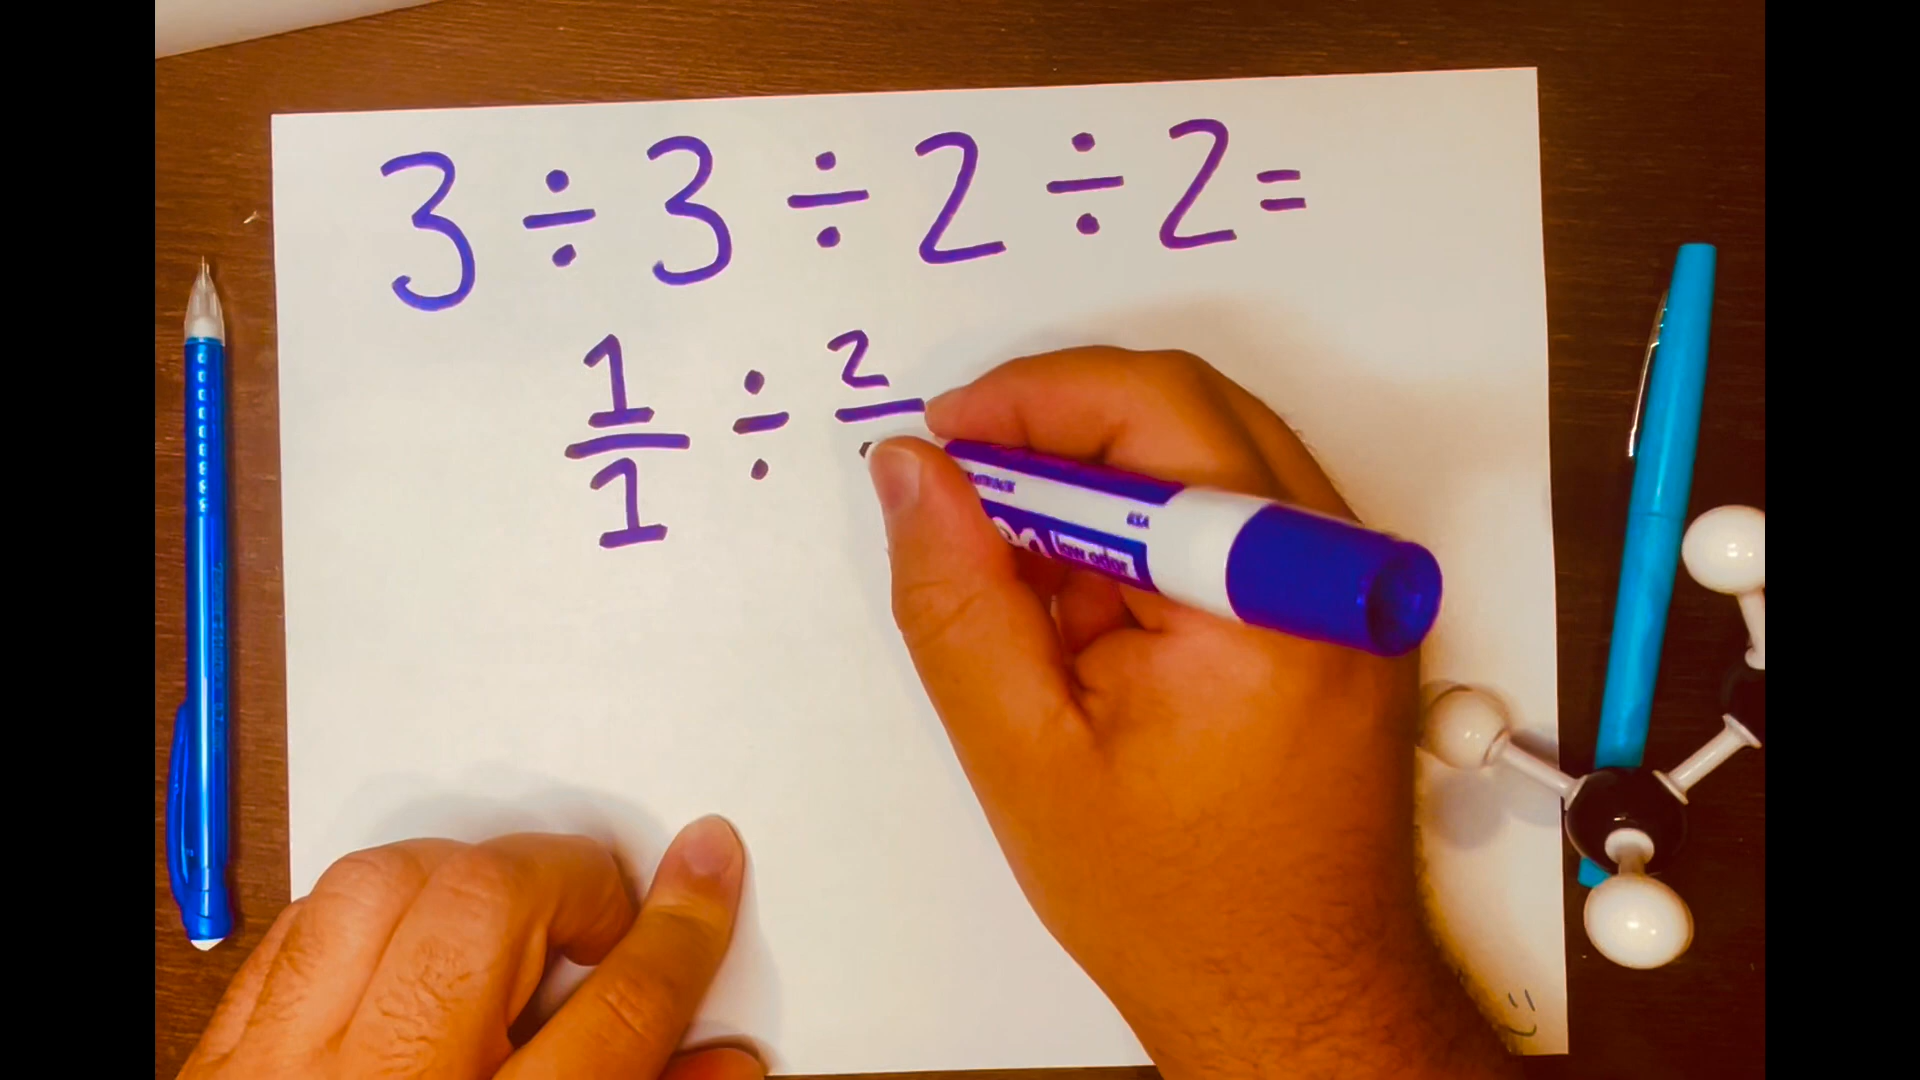 3 ÷ 3 ÷ 2 ÷ 2 =
1/1 ÷ 2/
low odor